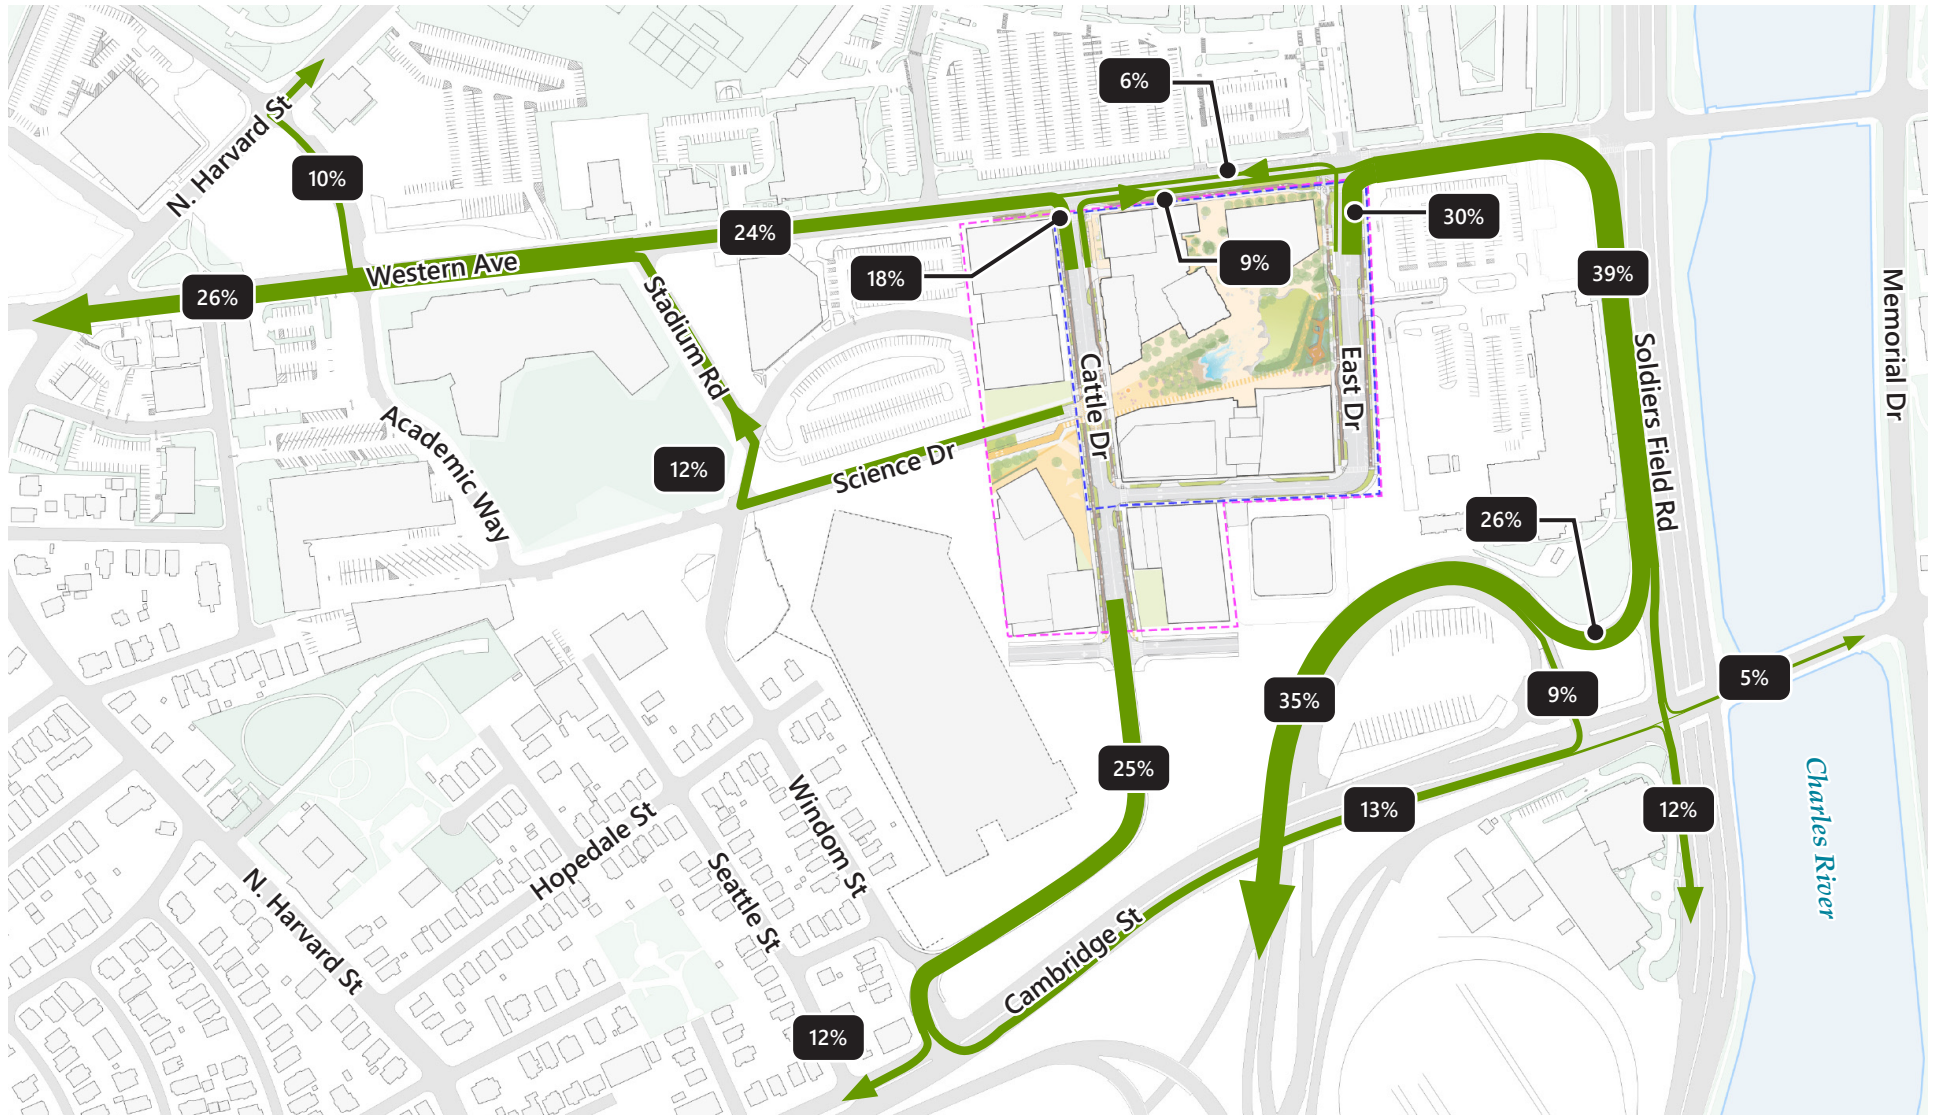 6%
N. Harvard St
10%
30%
24%
18%
9%
39%
Western Ave
26%
Stadium Rd
Cattle Dr
East Dr
Soldiers Field Rd
Memorial Dr
Academic Way
12%
Science Dr
26%
35%
9%
5%
25%
13%
12%
Charles River
Windom St
Hopedale St
Seattle St
N. Harvard St
Cambridge St
12%